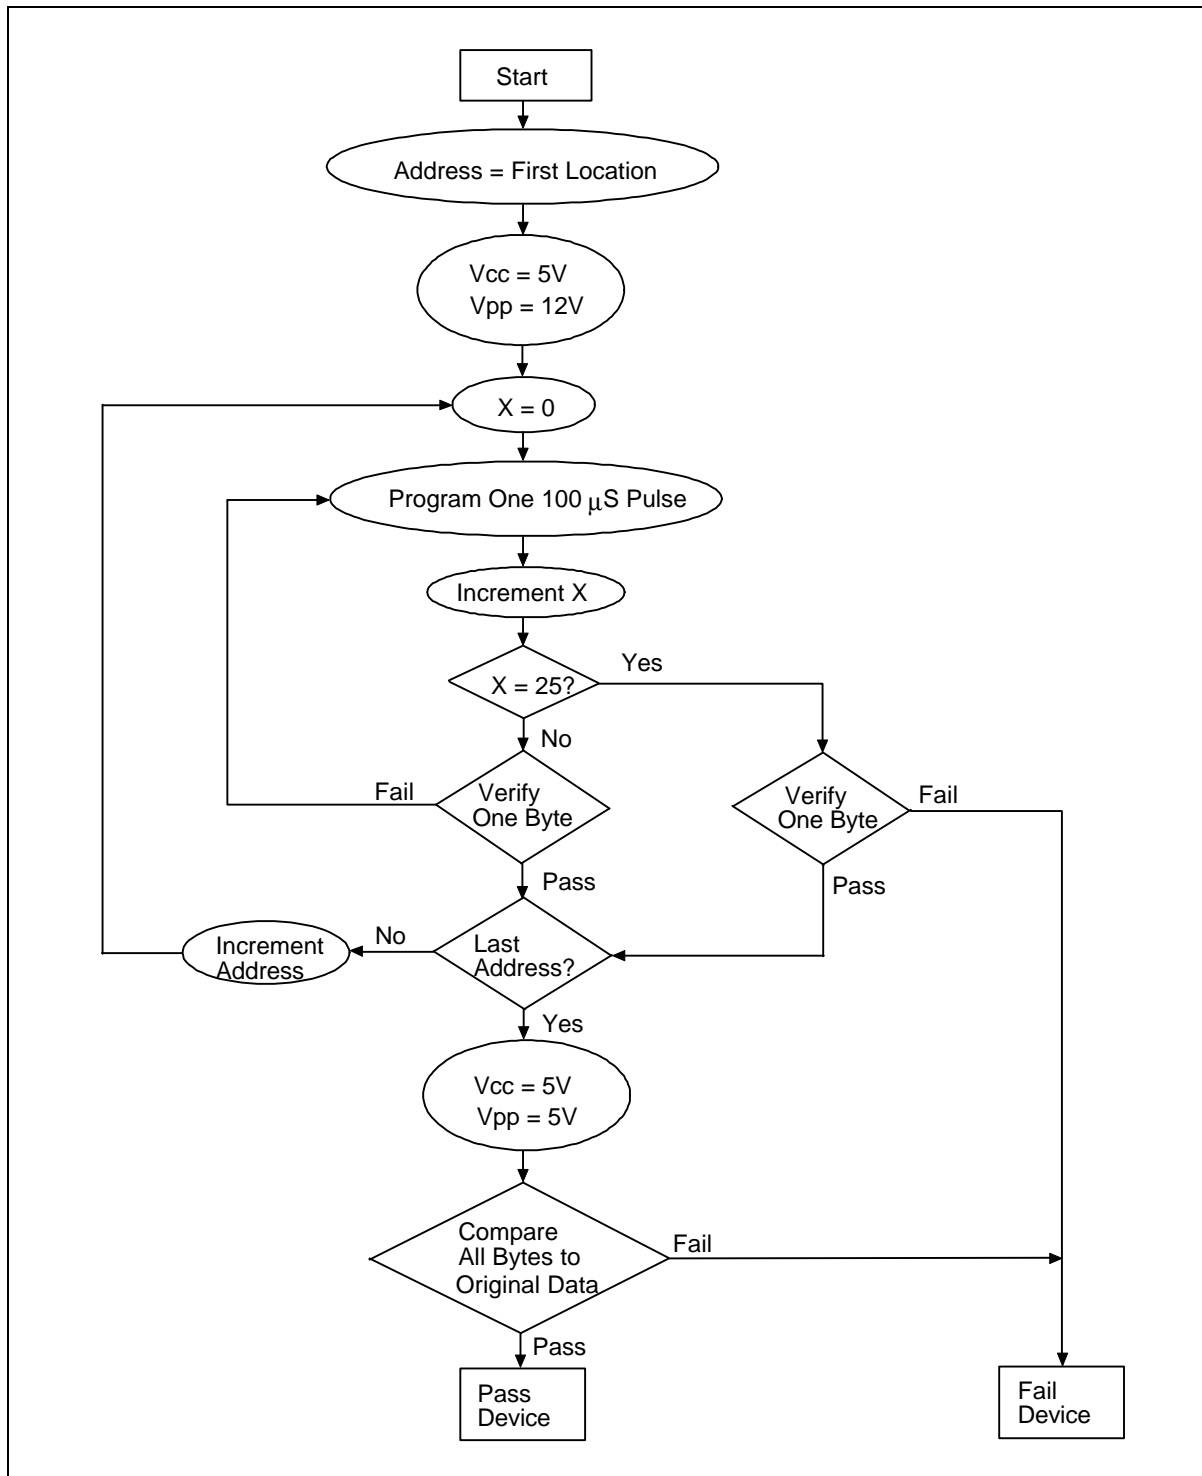 Start
Address = First Location
Vcc = 5V
Vpp = 12V
X = 0
Program One 100 μS Pulse
Increment X
X = 25?
Yes
No
Verify
One Byte
Fail
Pass
Verify
One Byte
Fail
Pass
Last
Address?
No
Increment
Address
Yes
Vcc = 5V
Vpp = 5V
Compare
All Bytes to
Original Data
Fail
Pass
Pass
Device
Fail
Device